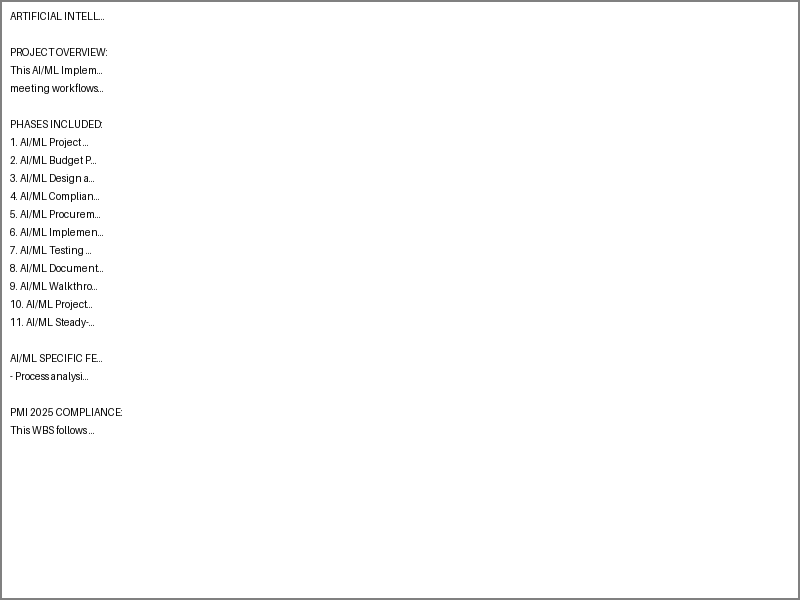 ARTIFICIAL INTELL...
PROJECT OVERVIEW:
This AI/ML Implem...
meeting workflows...
PHASES INCLUDED:
1. AI/ML Project ...
2. AI/ML Budget P...
3. AI/ML Design a...
4. AI/ML Complian...
5. AI/ML Procurem...
6. AI/ML Implemen...
7. AI/ML Testing ...
8. AI/ML Document...
9. AI/ML Walkthro...
10. AI/ML Project...
11. AI/ML Steady-...
AI/ML SPECIFIC FE...
- Process analysi...
PMI 2025 COMPLIANCE:
This WBS follows ...